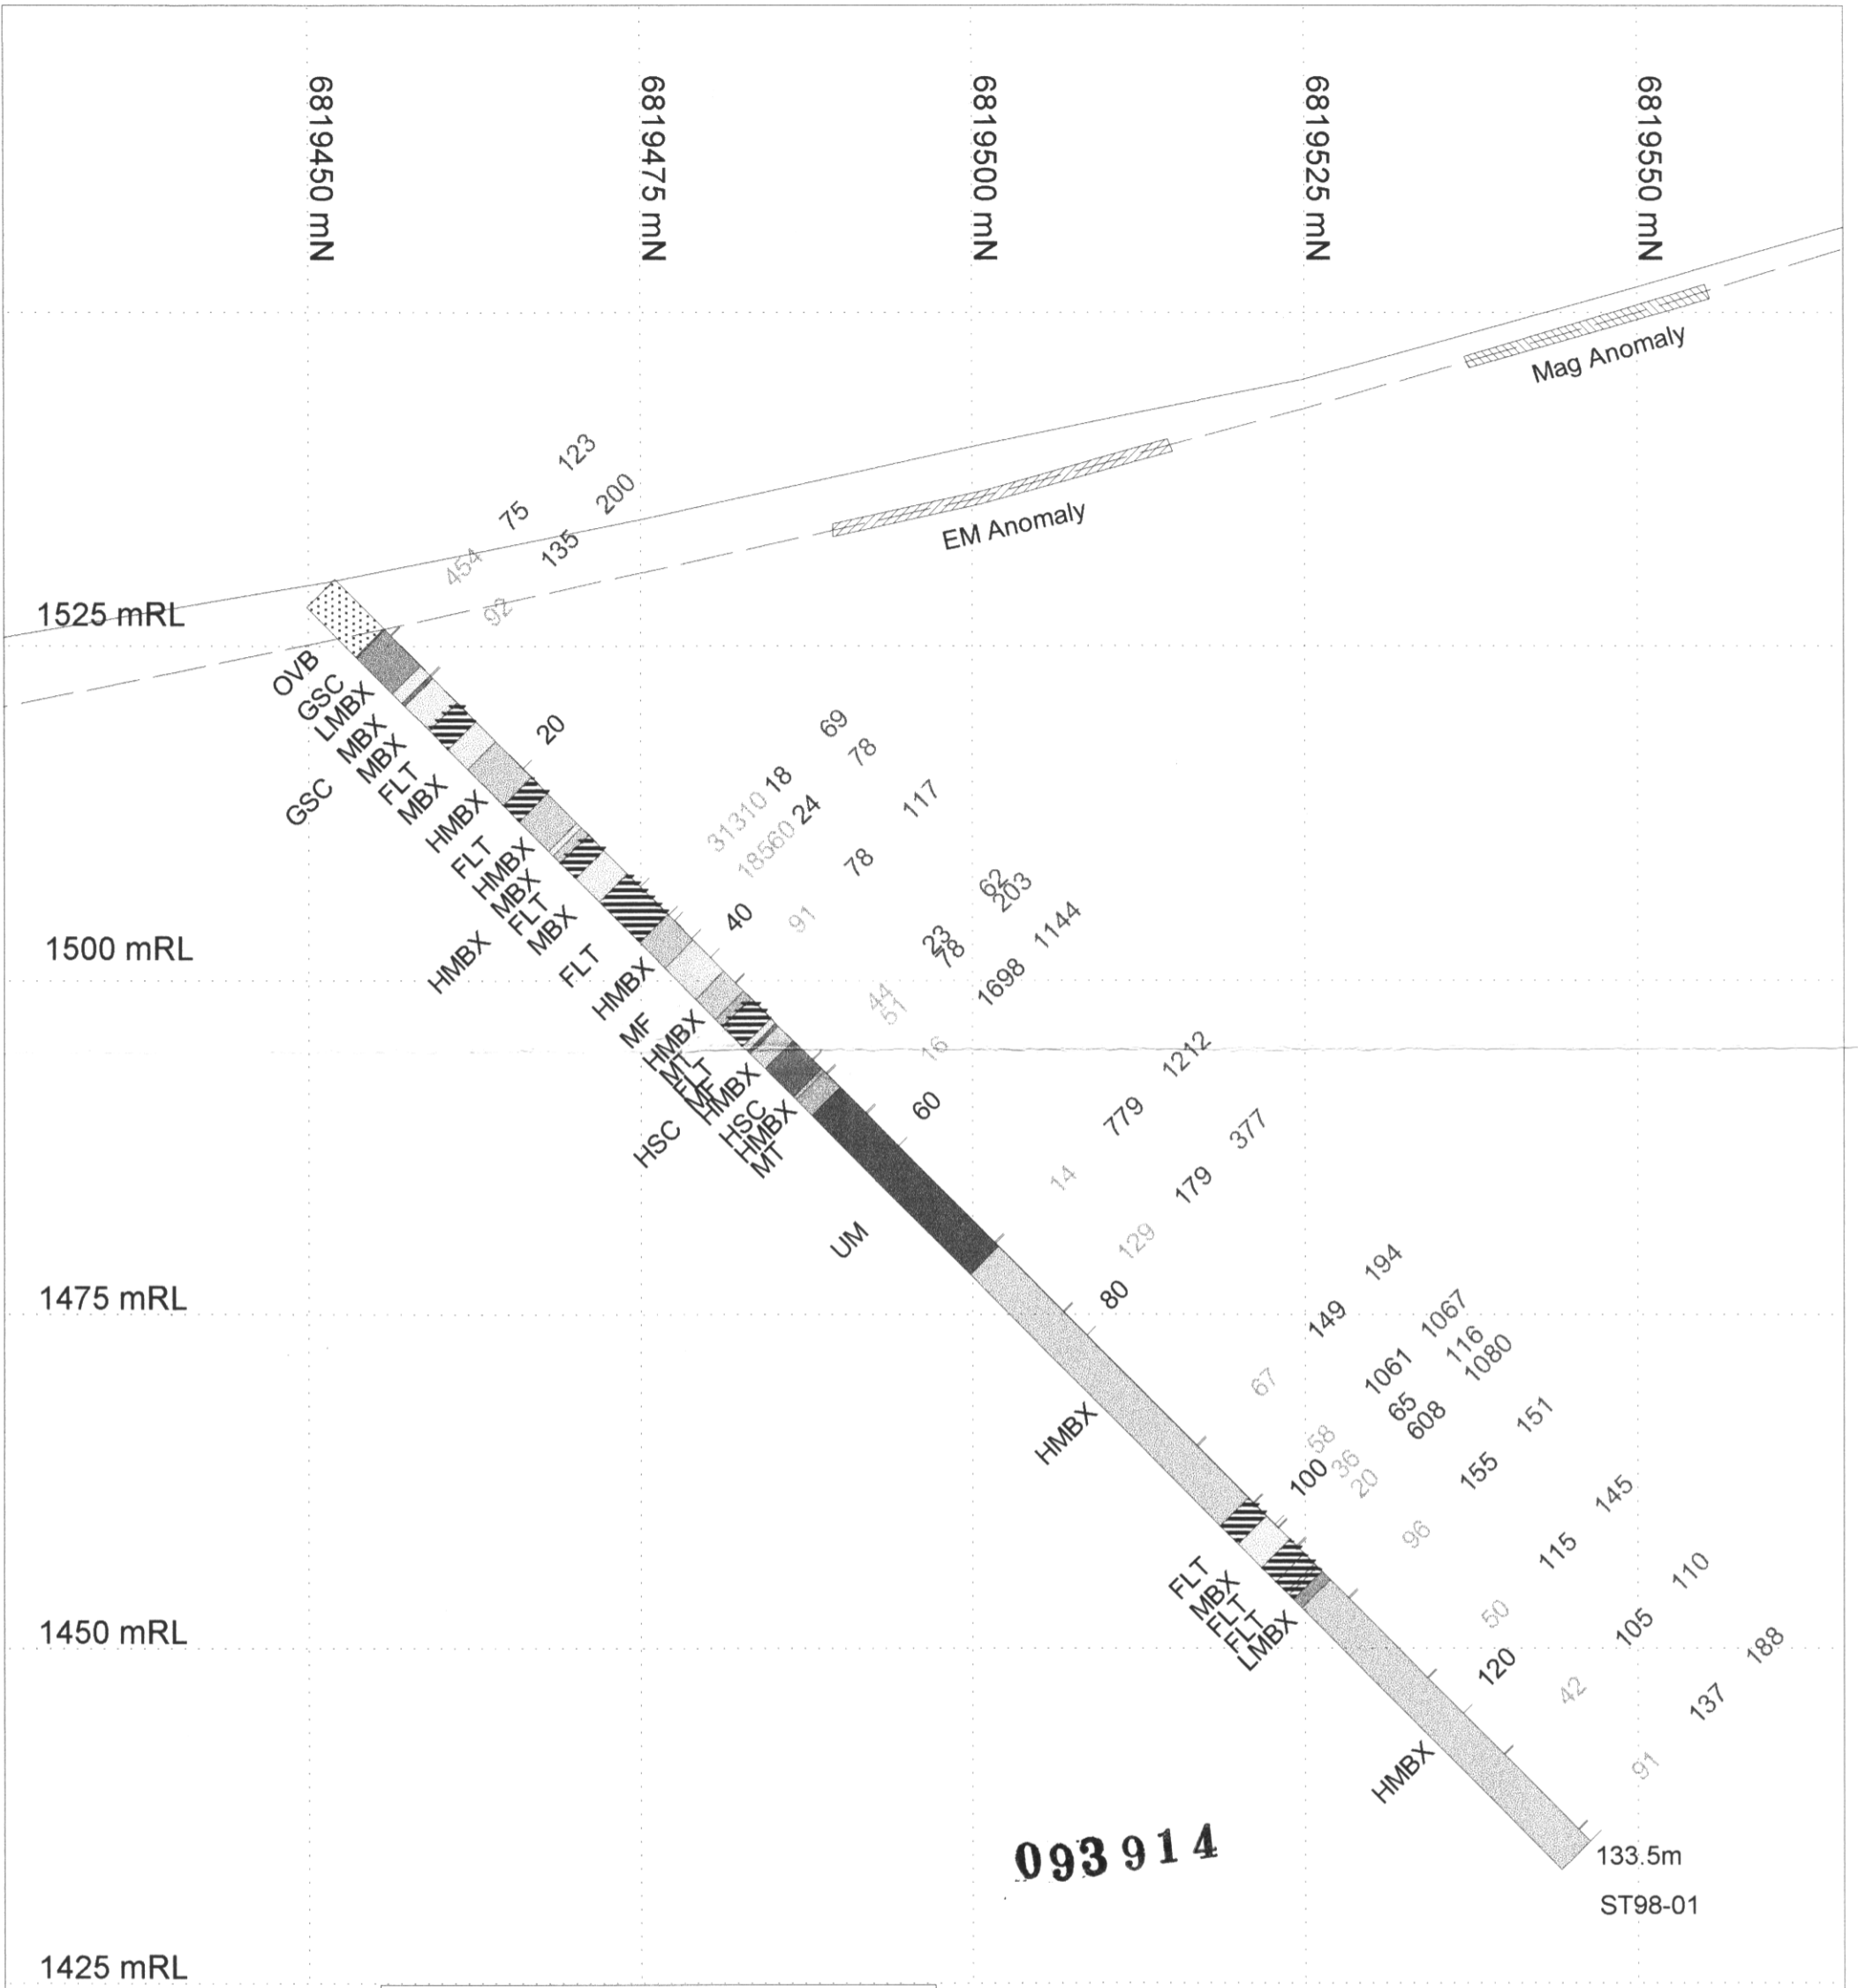 6819450 mN
6819475 mN
6819500 mN
6819525 mN
6819550 mN
Mag Anomaly
EM Anomaly
123
200
75
135
454
92
1525 mRL
OVB
GSC
LMBX
MBX
MBX
FLT
MBX
GSC
HMBX
FLT
HMBX
MBX
FLT
MBX
HMBX
FLT
HMBX
MF
HMBX
MT
FLT
MF
HMBX
HSC
HSC
HMBX
MT
UM
HMBX
FLT
MBX
FLT
FLT
LMBX
HMBX
20
40
60
80
100
120
69
78
31310 18
18560 24
117
78
91
62
203
1144
23
78
1698
44
51
16
1500 mRL
1212
779
377
14
179
129
194
149
1067
116
1080
1061
65
608
67
58
36
20
151
155
96
145
115
50
110
105
42
188
137
91
1475 mRL
1450 mRL
1425 mRL
093914
133.5m
ST98-01